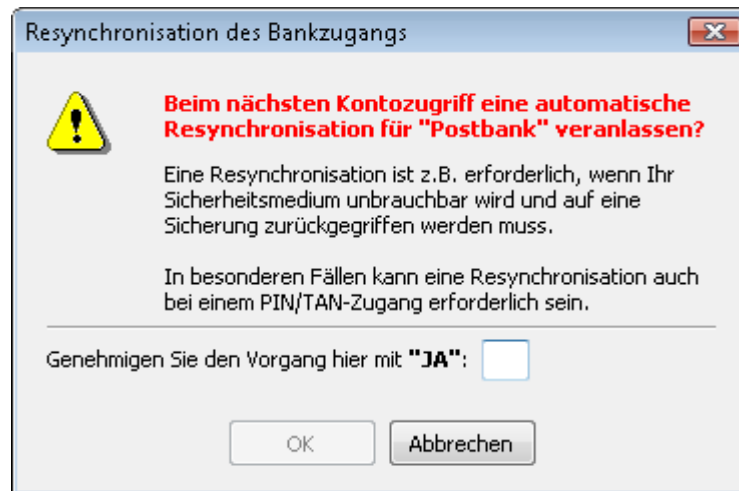 Resynchronisation des Bankzugangs
Beim nächsten Kontozugriff eine automatische
Resynchronisation für "Postbank" veranlassen?
Eine Resynchronisation ist z.B. erforderlich, wenn Ihr
Sicherheitsmedium unbrauchbar wird und auf eine
Sicherung zurückgegriffen werden muss.
In besonderen Fällen kann eine Resynchronisation auch
bei einem PIN/TAN-Zugang erforderlich sein.
Genehmigen Sie den Vorgang hier mit "JA":
OK Abbrechen